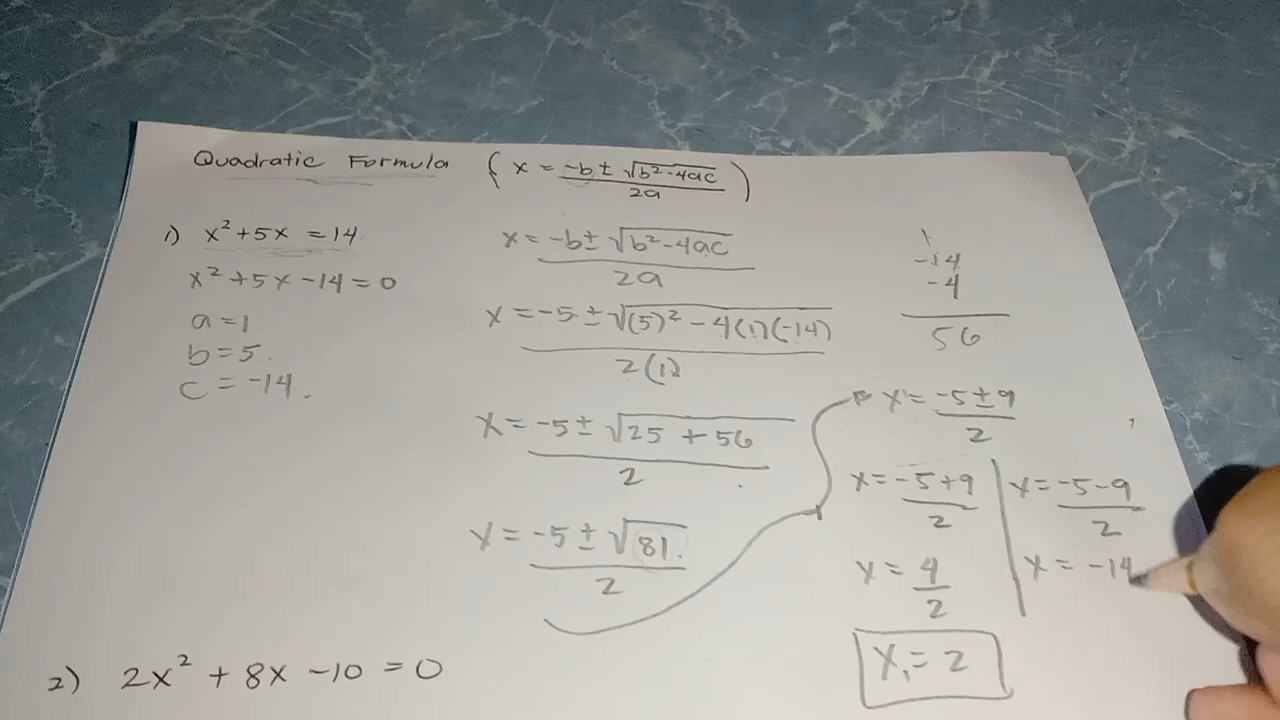 Quadratic Formula (x = -b ± √b²-4ac / 2a)
1) x² + 5x = 14
x² + 5x - 14 = 0
a = 1
b = 5
c = -14
x = -b ± √b² - 4ac / 2a
x = -5 ± √(5)² - 4(1)(-14) / 2(1)
x = -5 ± √25 + 56 / 2
x = -5 ± √81 / 2
1
-14
-4
56
x = -5 ± 9 / 2
x = -5 + 9 / 2
x = 4 / 2
x₁ = 2
x = -5 - 9 / 2
x = -14
2) 2x² + 8x - 10 = 0